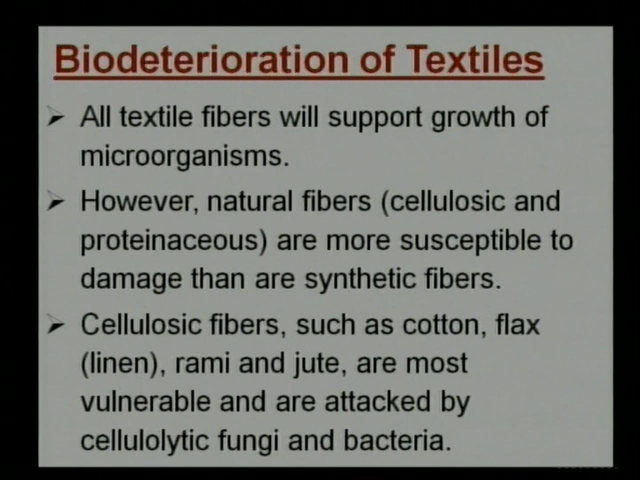 Biodeterioration of Textiles
➢ All textile fibers will support growth of
microorganisms.
➢ However, natural fibers (cellulosic and
proteinaceous) are more susceptible to
damage than are synthetic fibers.
➢ Cellulosic fibers, such as cotton, flax
(linen), rami and jute, are most
vulnerable and are attacked by
cellulolytic fungi and bacteria.